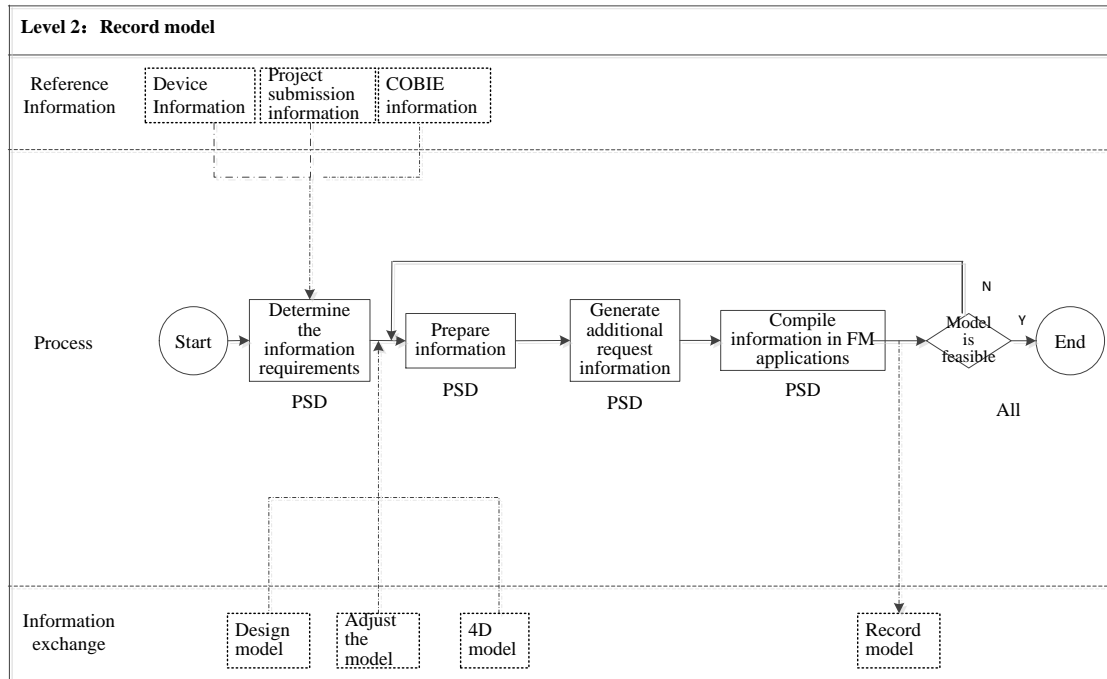 Level 2：Record model
Reference
Information
Device
Information
Project
submission
information
COBIE
information
Process
Start
Determine
the
information
requirements
PSD
Prepare
information
PSD
Generate
additional
request
information
PSD
Compile
information in FM
applications
PSD
Model
is
feasible
N
Y
All
End
Information
exchange
Design
model
Adjust
the
model
4D
model
Record
model